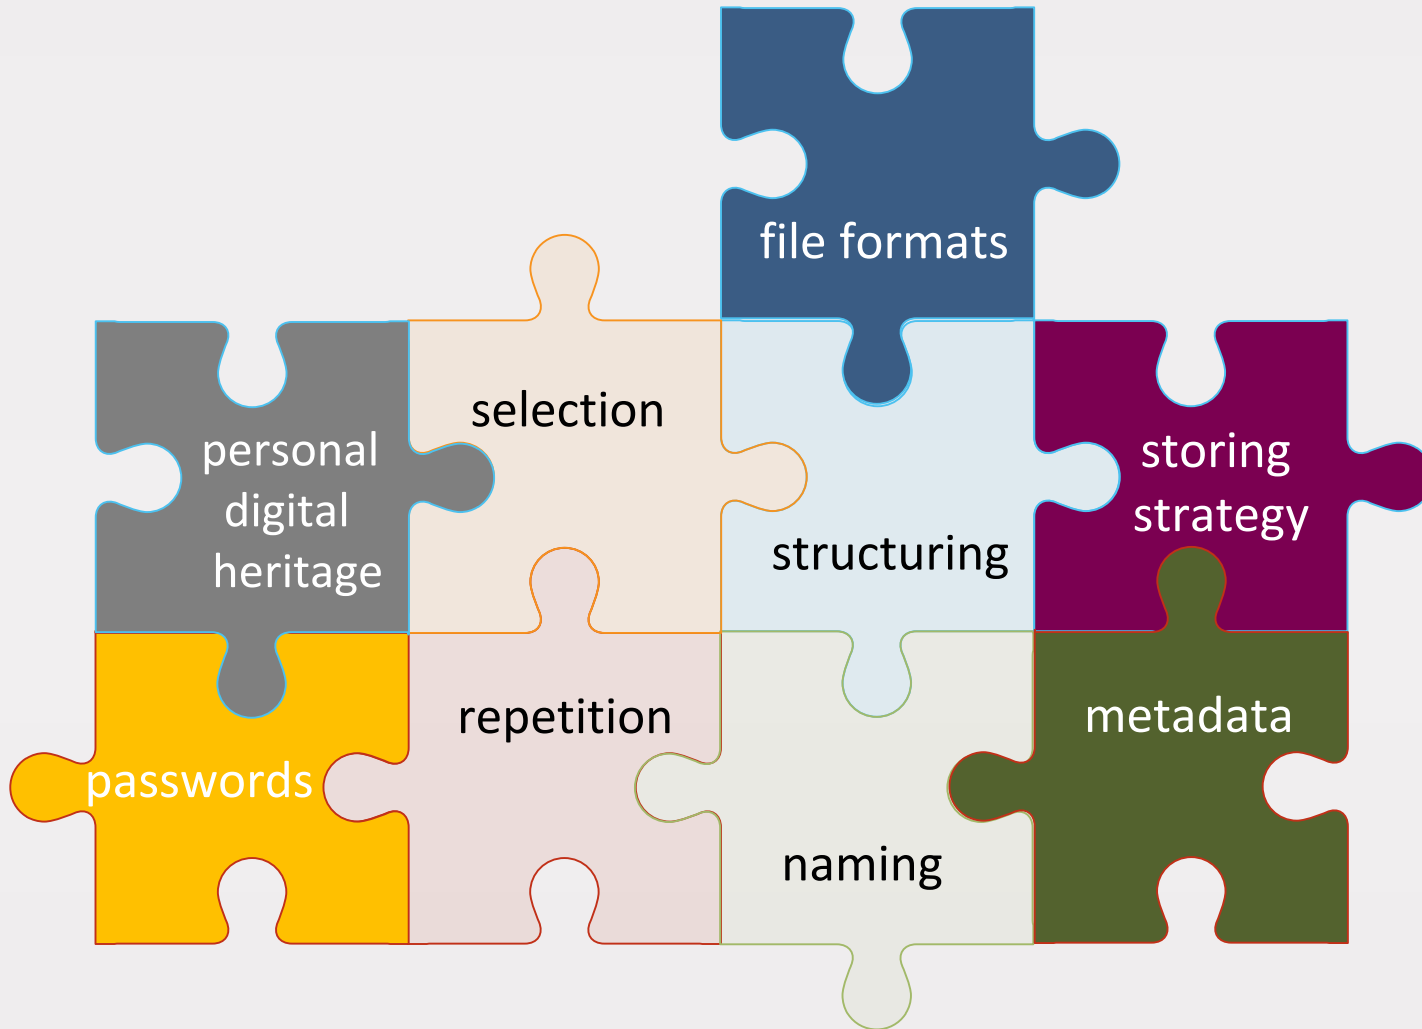 file formats
selection
personal
digital
heritage
structuring
storing
strategy
passwords
repetition
naming
metadata